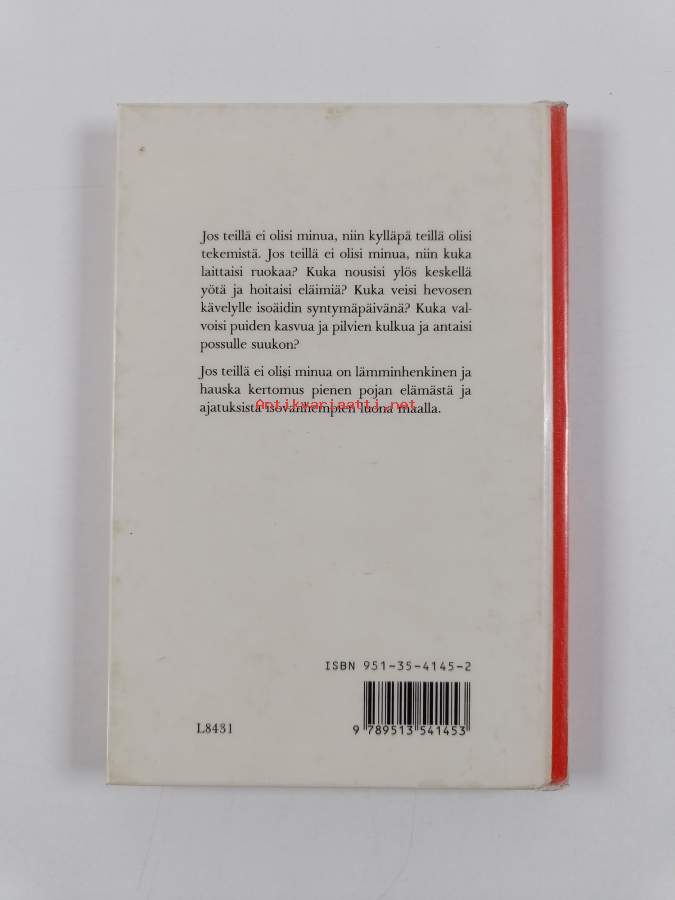 Jos teillä ei olisi minua, niin kylläpä teillä olisi
tekemistä. Jos teillä ei olisi minua, niin kuka
laittaisi ruokaa? Kuka nousisi ylös keskellä
yötä ja hoitaisi eläimiä? Kuka veisi hevosen
kävelylle isoäidin syntymäpäivänä? Kuka val-
voisi puiden kasvua ja pilvien kulkua ja antaisi
possulle suukon?
Jos teillä ei olisi minua on lämminhenkinen ja
hauska kertomus pienen pojan elämästä ja
ajatuksista isovanhempien luona maalla.
Antikvariaatti.net
ISBN 951-35-4145-2
L8431
9 789513 541453